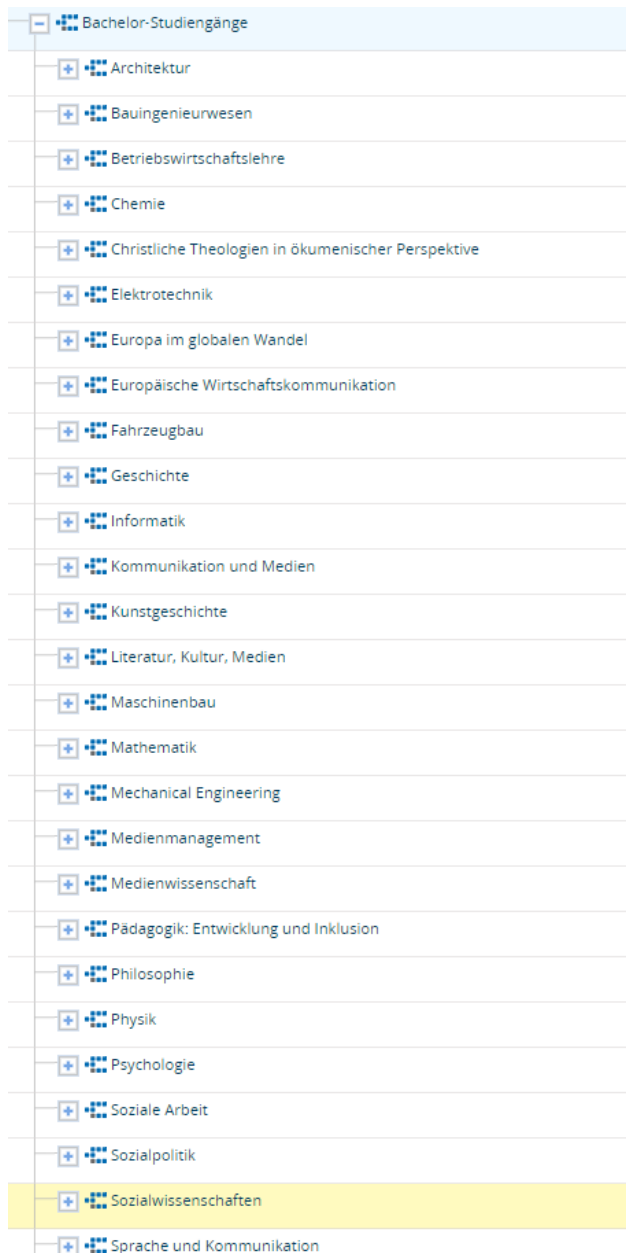 Bachelor-Studiengänge
Architektur
Bauingenieurwesen
Betriebswirtschaftslehre
Chemie
Christliche Theologien in ökumenischer Perspektive
Elektrotechnik
Europa im globalen Wandel
Europäische Wirtschaftskommunikation
Fahrzeugbau
Geschichte
Informatik
Kommunikation und Medien
Kunstgeschichte
Literatur, Kultur, Medien
Maschinenbau
Mathematik
Mechanical Engineering
Medienmanagement
Medienwissenschaft
Pädagogik: Entwicklung und Inklusion
Philosophie
Physik
Psychologie
Soziale Arbeit
Sozialpolitik
Sozialwissenschaften
Sprache und Kommunikation